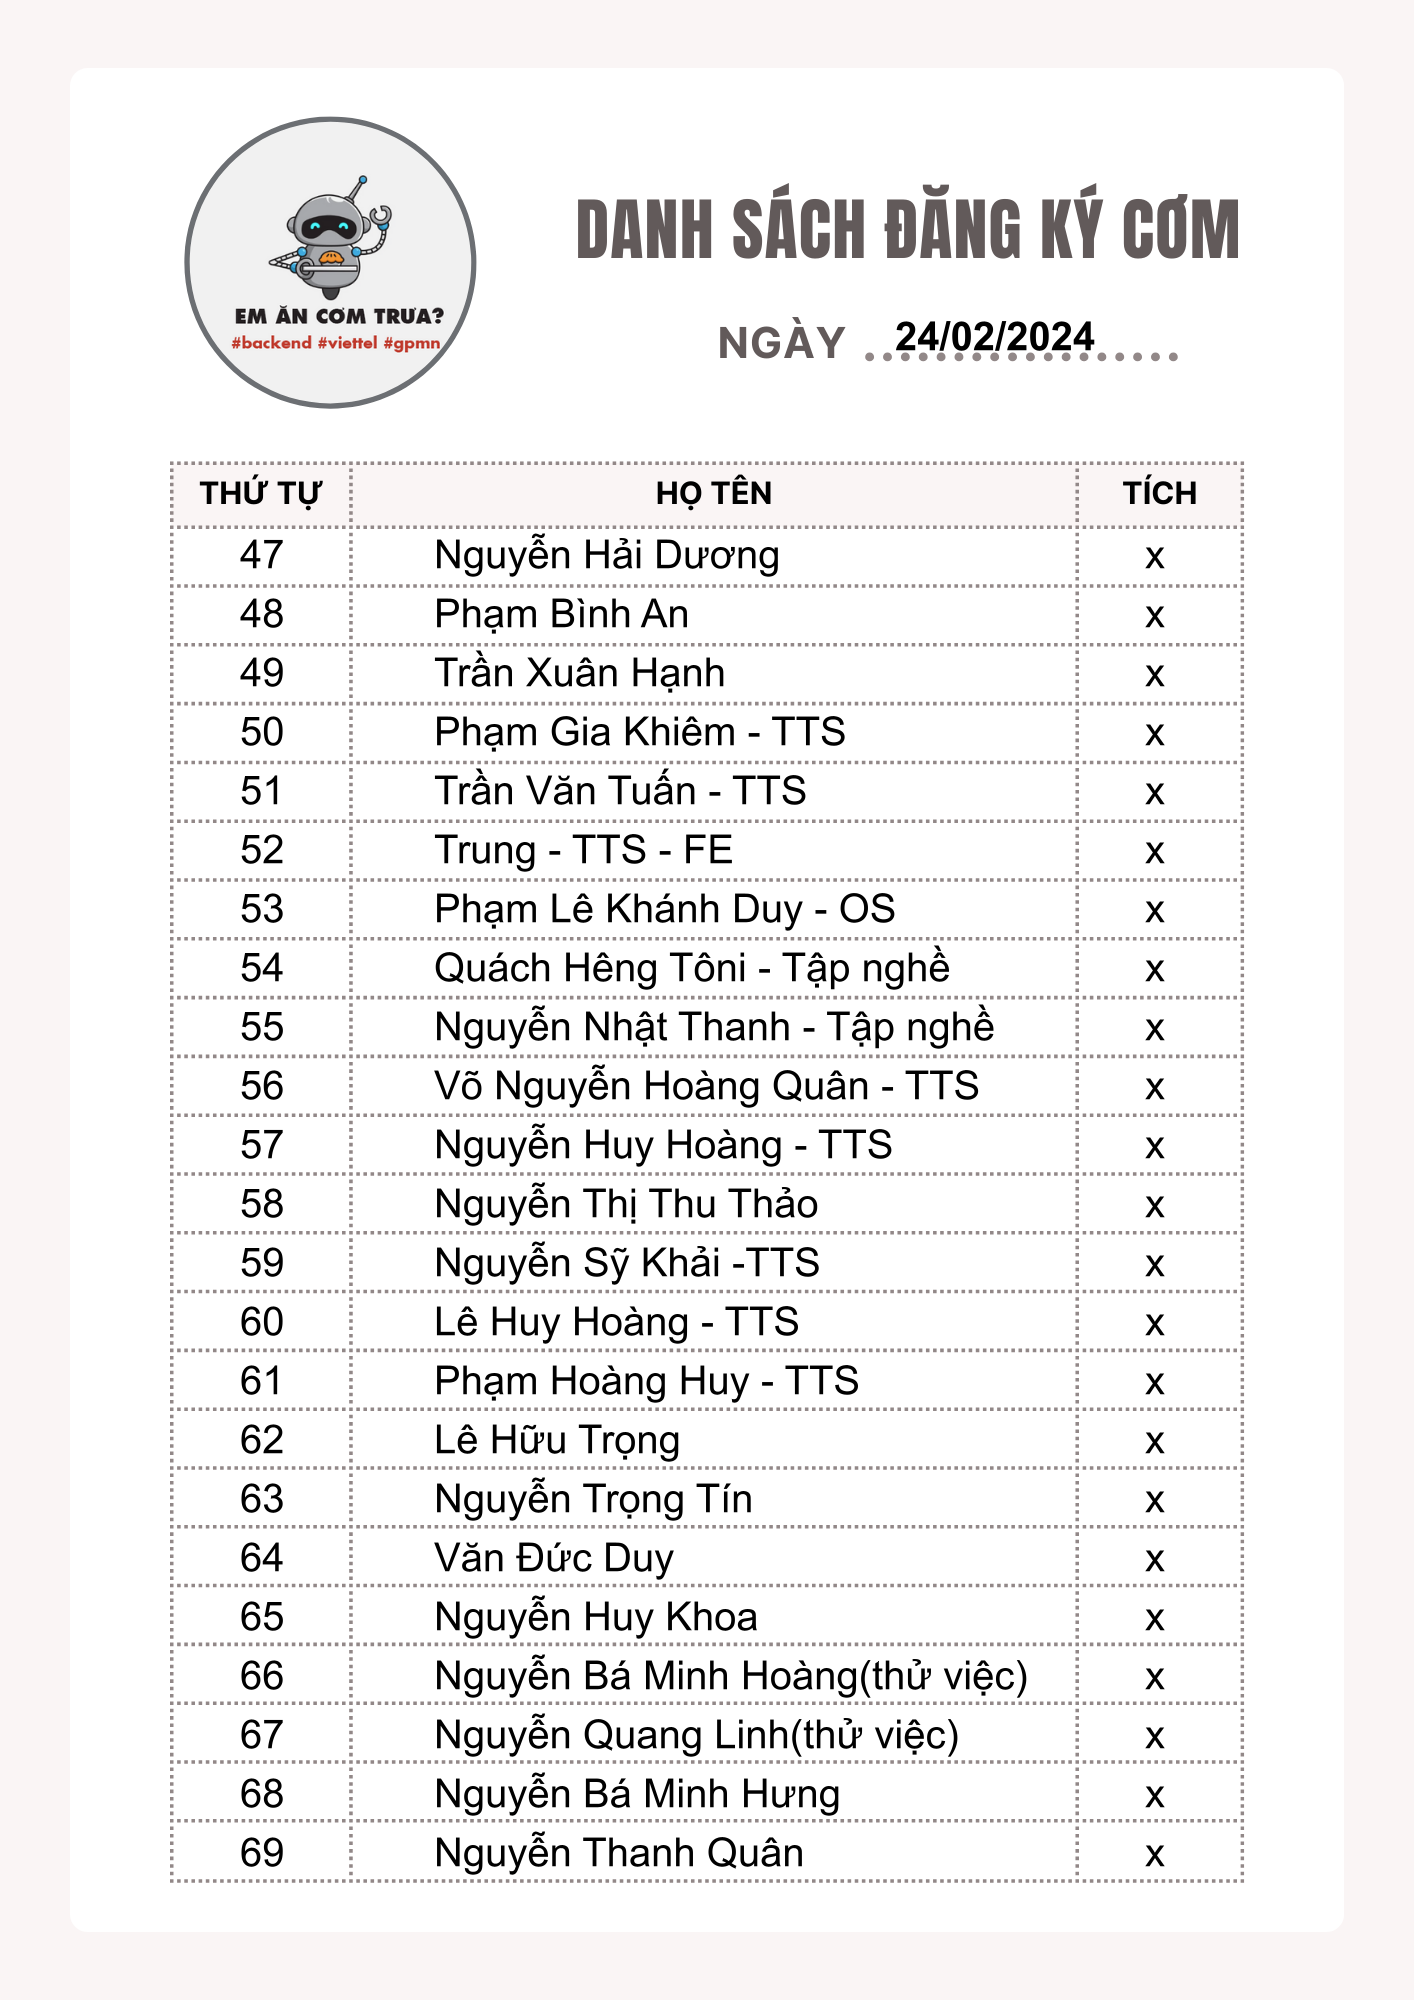 EM ĂN CƠM TRƯA?
#backend #viettel #gpmn
DANH SÁCH ĐĂNG KÝ CƠM
NGÀY 24/02/2024
THỨ TỰ HỌ TÊN TÍCH
47 Nguyễn Hải Dương x
48 Phạm Bình An x
49 Trần Xuân Hạnh x
50 Phạm Gia Khiêm - TTS x
51 Trần Văn Tuấn - TTS x
52 Trung - TTS - FE x
53 Phạm Lê Khánh Duy - OS x
54 Quách Hêng Tôni - Tập nghề x
55 Nguyễn Nhật Thanh - Tập nghề x
56 Võ Nguyễn Hoàng Quân - TTS x
57 Nguyễn Huy Hoàng - TTS x
58 Nguyễn Thị Thu Thảo x
59 Nguyễn Sỹ Khải -TTS x
60 Lê Huy Hoàng - TTS x
61 Phạm Hoàng Huy - TTS x
62 Lê Hữu Trọng x
63 Nguyễn Trọng Tín x
64 Văn Đức Duy x
65 Nguyễn Huy Khoa x
66 Nguyễn Bá Minh Hoàng(thử việc) x
67 Nguyễn Quang Linh(thử việc) x
68 Nguyễn Bá Minh Hưng x
69 Nguyễn Thanh Quân x